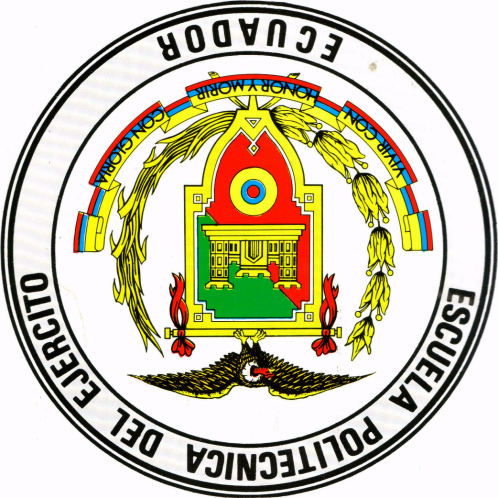 ESCUELA POLITECNICA DEL EJERCITO
ECUADOR
VIVIR CON
HONOR Y MORIR
CON GLORIA